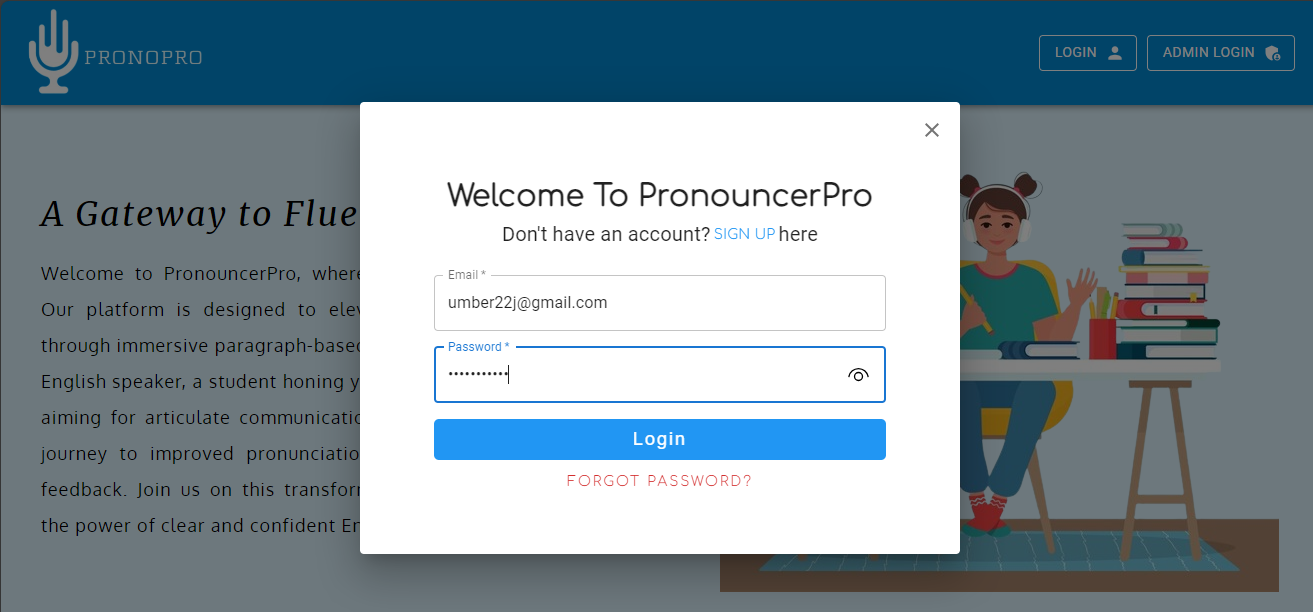 PRONOPRO
LOGIN
ADMIN LOGIN
A Gateway to Flue
Welcome to PronouncerPro, where
Our platform is designed to elev
through immersive paragraph-based
English speaker, a student honing y
aiming for articulate communicatio
journey to improved pronunciatio
feedback. Join us on this transform
the power of clear and confident En
Welcome To PronouncerPro
Don't have an account? SIGN UP here
Email *
umber22j@gmail.com
Password *
•••••••••••
Login
FORGOT PASSWORD?